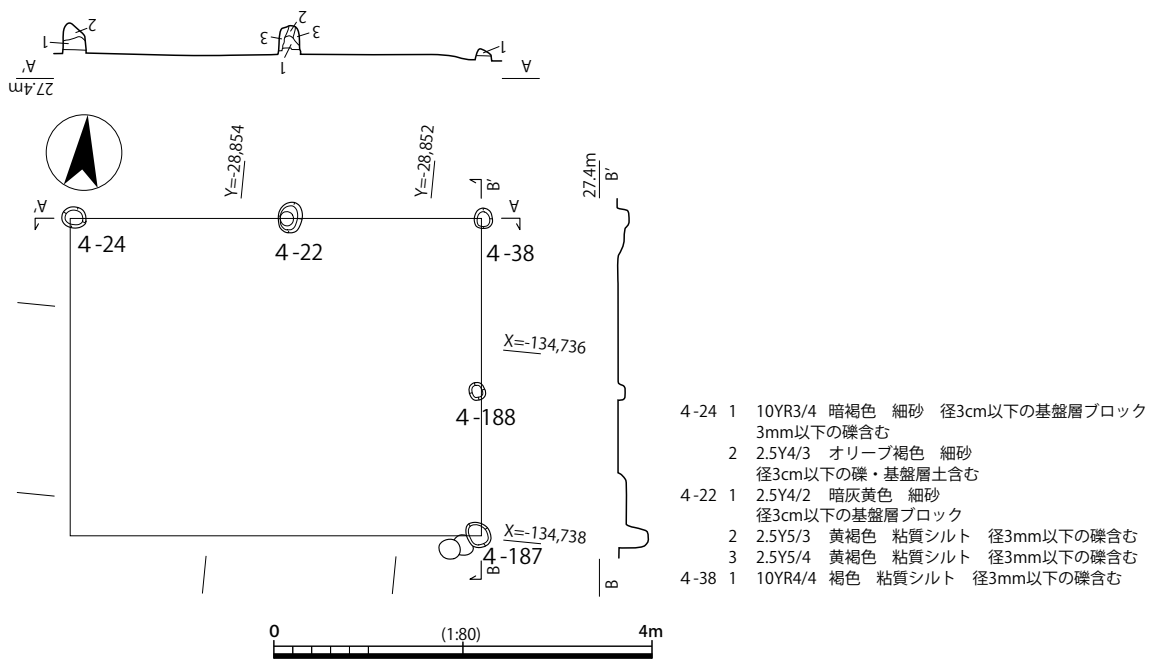 2
1
3
2
3
1
1
A'
27.4m
A
Y=-28,854
Y=-28,852
27.4m
B'
B'
A'
A
4-24
4-22
4-38
X=-134,736
4-188
X=-134,738
4-187
B
B
4-24 1 10YR3/4 暗褐色 細砂 径3cm以下の基盤層ブロック
3mm以下の礫含む
2 2.5Y4/3 オリーブ褐色 細砂
径3cm以下の礫・基盤層土含む
4-22 1 2.5Y4/2 暗灰黄色 細砂
径3cm以下の基盤層ブロック
2 2.5Y5/3 黄褐色 粘質シルト 径3mm以下の礫含む
3 2.5Y5/4 黄褐色 粘質シルト 径3mm以下の礫含む
4-38 1 10YR4/4 褐色 粘質シルト 径3mm以下の礫含む
0 (1:80) 4m